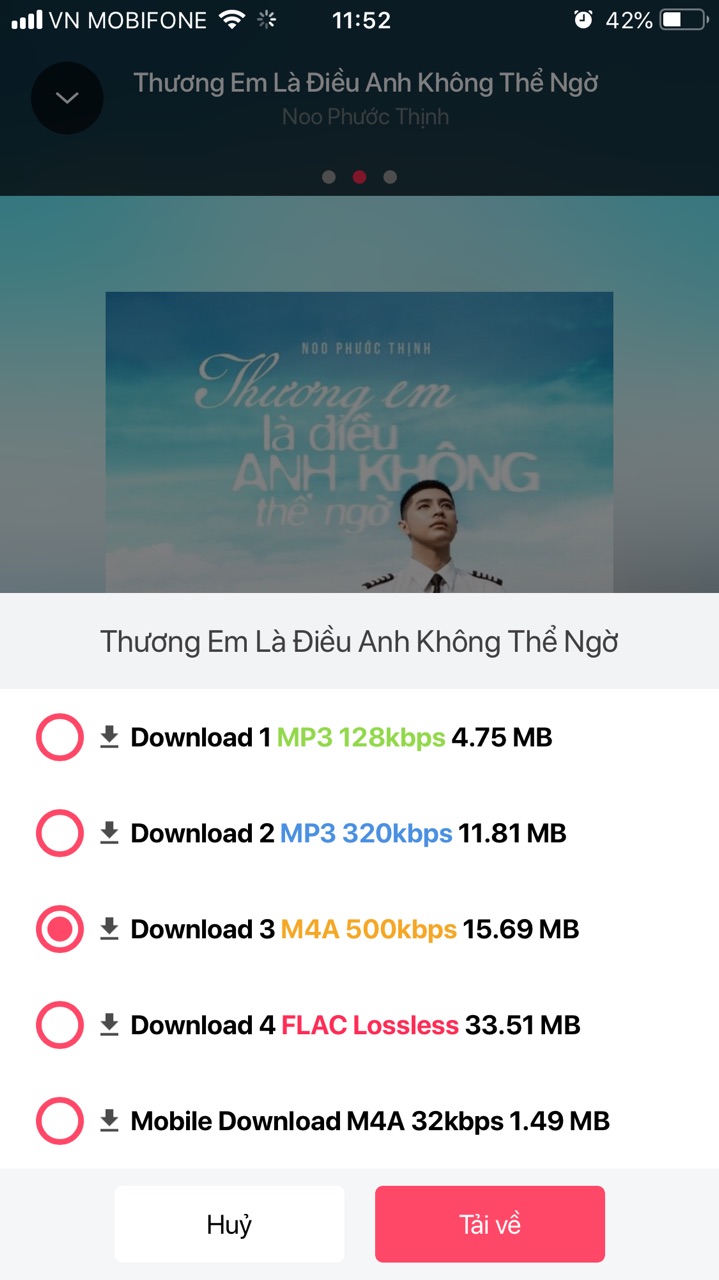 VN MOBIFONE 11:52 42%
Thương Em Là Điều Anh Không Thể Ngờ
Noo Phước Thịnh
NOO PHƯỚC THỊNH
Thương em
là điều
ANH KHÔNG
thể ngờ
Thương Em Là Điều Anh Không Thể Ngờ
Download 1 MP3 128kbps 4.75 MB
Download 2 MP3 320kbps 11.81 MB
Download 3 M4A 500kbps 15.69 MB
Download 4 FLAC Lossless 33.51 MB
Mobile Download M4A 32kbps 1.49 MB
Huỷ Tải về